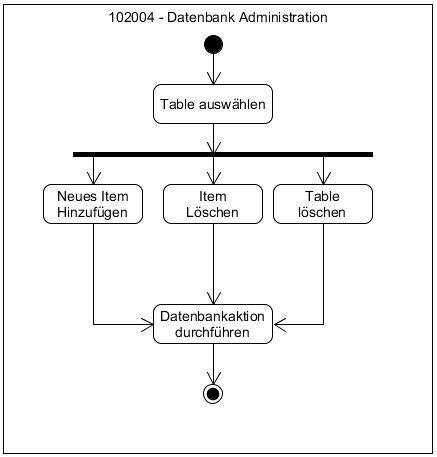 102004 - Datenbank Administration
Table auswählen
Neues Item
Hinzufügen
Item
Löschen
Table
löschen
Datenbankaktion
durchführen